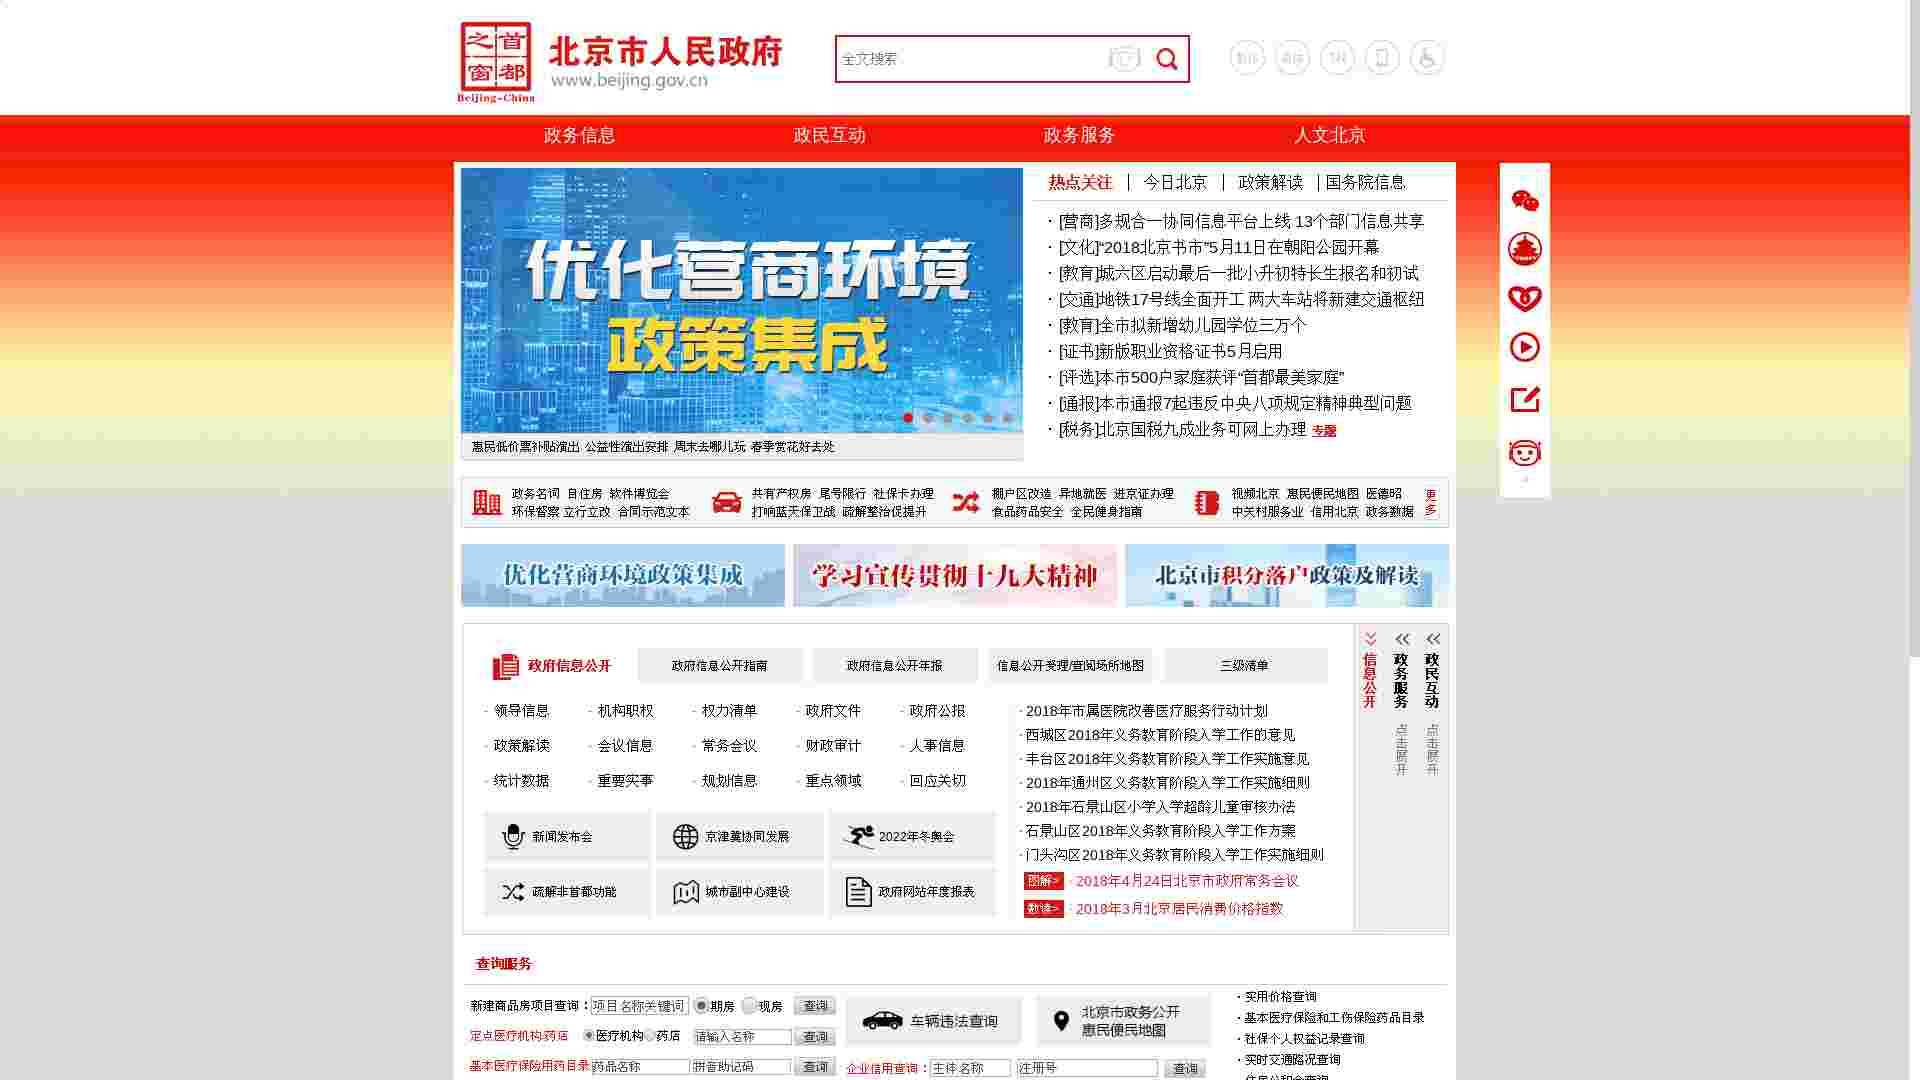 首都之窗
Beijing-China
北京市人民政府
www.beijing.gov.cn
全文搜索
政务信息 政民互动 政务服务 人文北京
优化营商环境
政策集成
惠民低价票补贴演出 公益性演出安排 周末去哪儿玩 春季赏花好去处
热点关注 | 今日北京 | 政策解读 | 国务院信息
· [营商]多规合一协同信息平台上线 13个部门信息共享
· [文化]“2018北京书市”5月11日在朝阳公园开幕
· [教育]城六区启动最后一批小升初特长生报名和初试
· [交通]地铁17号线全面开工 两大车站将新建交通枢纽
· [教育]全市拟新增幼儿园学位三万个
· [证书]新版职业资格证书5月启用
· [评选]本市500户家庭获评“首都最美家庭”
· [通报]本市通报7起违反中央八项规定精神典型问题
· [税务]北京国税九成业务可网上办理 专题
政务名词 自住房 软件博览会
环保督察 立行立改 合同示范文本
共有产权房 尾号限行 社保卡办理
打响蓝天保卫战 疏解整治促提升
棚户区改造 异地就医 进京证办理
食品药品安全 全民健身指南
视频北京 惠民便民地图 医德昭
中关村服务业 信用北京 政务数据
更多
优化营商环境政策集成
学习宣传贯彻十九大精神
北京市积分落户政策及解读
政府信息公开 政府信息公开指南 政府信息公开年报 信息公开受理/查阅场所地图 三级清单
- 领导信息 - 机构职权 - 权力清单 - 政府文件 - 政府公报
- 政策解读 - 会议信息 - 常务会议 - 财政审计 - 人事信息
- 统计数据 - 重要实事 - 规划信息 - 重点领域 - 回应关切
新闻发布会 京津冀协同发展 2022年冬奥会
疏解非首都功能 城市副中心建设 政府网站年度报表
· 2018年市属医院改善医疗服务行动计划
· 西城区2018年义务教育阶段入学工作的意见
· 丰台区2018年义务教育阶段入学工作实施意见
· 2018年通州区义务教育阶段入学工作实施细则
· 2018年石景山区小学入学超龄儿童审核办法
· 石景山区2018年义务教育阶段入学工作方案
· 门头沟区2018年义务教育阶段入学工作实施细则
图解> · 2018年4月24日北京市政府常务会议
数读> · 2018年3月北京居民消费价格指数
信息公开
政务服务 点击展开
政民互动 点击展开
查询服务
新建商品房项目查询： 项目名称关键词 期房 现房 查询
定点医疗机构/药店 医疗机构 药店 请输入名称 查询
基本医疗保险用药目录 药品名称 拼音助记码 查询
车辆违法查询
北京市政务公开
惠民便民地图
企业信用查询： 主体名称 注册号 查询
· 实用价格查询
· 基本医疗保险和工伤保险药品目录
· 社保个人权益记录查询
· 实时交通路况查询